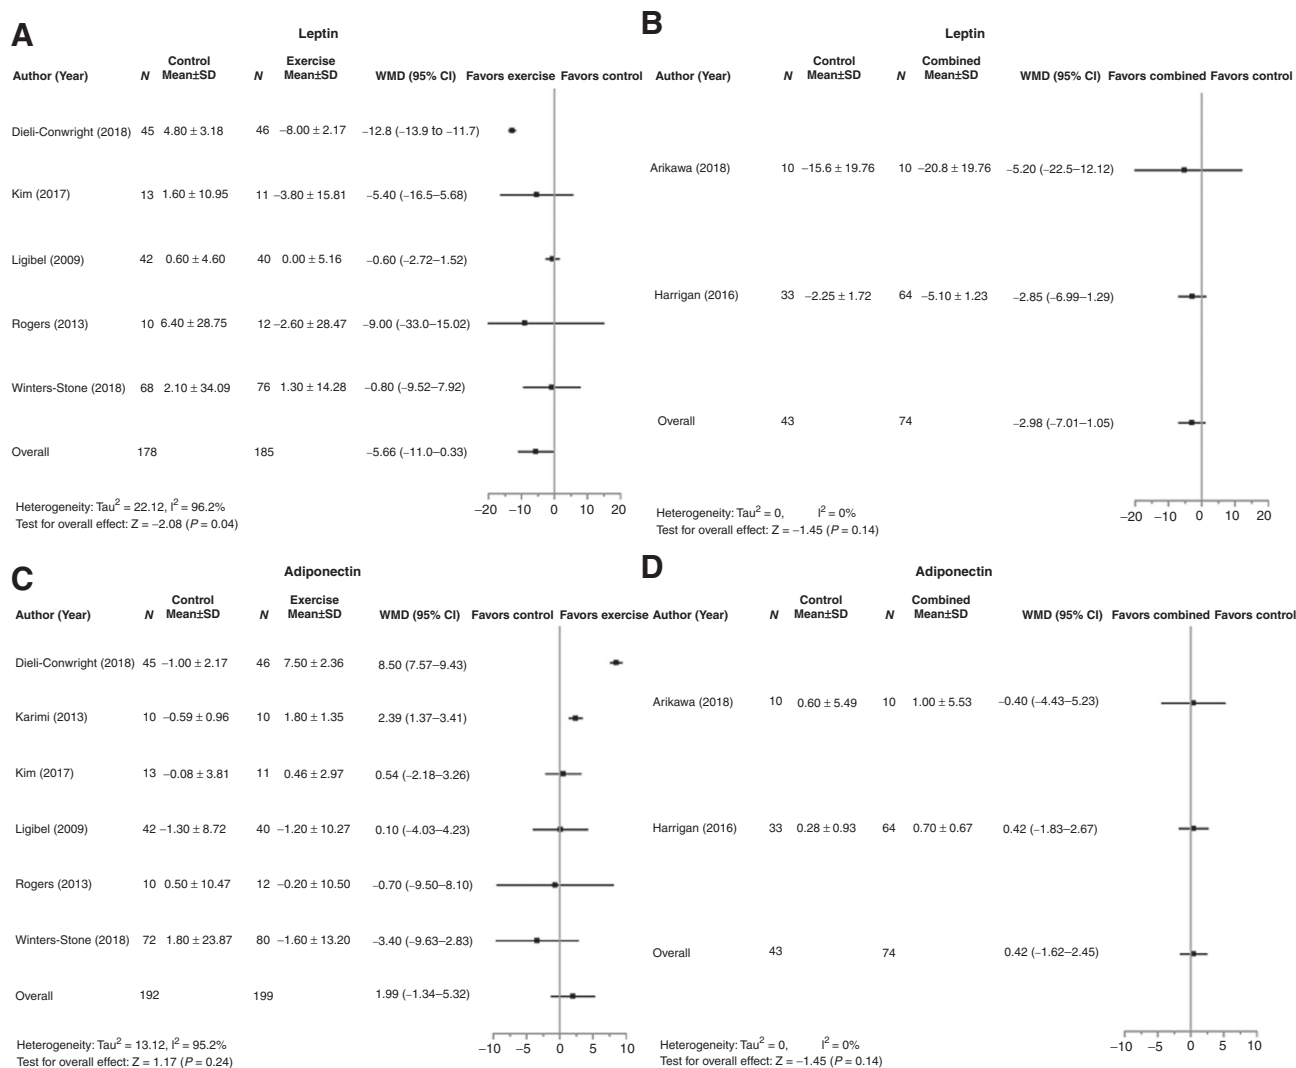 A
Leptin
Author (Year) N Control Mean±SD N Exercise Mean±SD WMD (95% CI) Favors exercise Favors control
Dieli-Conwright (2018) 45 4.80 ± 3.18 46 −8.00 ± 2.17 −12.8 (−13.9 to −11.7)
Kim (2017) 13 1.60 ± 10.95 11 −3.80 ± 15.81 −5.40 (−16.5–5.68)
Ligibel (2009) 42 0.60 ± 4.60 40 0.00 ± 5.16 −0.60 (−2.72–1.52)
Rogers (2013) 10 6.40 ± 28.75 12 −2.60 ± 28.47 −9.00 (−33.0–15.02)
Winters-Stone (2018) 68 2.10 ± 34.09 76 1.30 ± 14.28 −0.80 (−9.52–7.92)
Overall 178 185 −5.66 (−11.0–0.33)
−20 −10 0 10 20
Heterogeneity: Tau² = 22.12, I² = 96.2%
Test for overall effect: Z = −2.08 (P = 0.04)
B
Leptin
Author (Year) N Control Mean±SD N Combined Mean±SD WMD (95% CI) Favors combined Favors control
Arikawa (2018) 10 −15.6 ± 19.76 10 −20.8 ± 19.76 −5.20 (−22.5–12.12)
Harrigan (2016) 33 −2.25 ± 1.72 64 −5.10 ± 1.23 −2.85 (−6.99–1.29)
Overall 43 74 −2.98 (−7.01–1.05)
−20 −10 0 10 20
Heterogeneity: Tau² = 0, I² = 0%
Test for overall effect: Z = −1.45 (P = 0.14)
C
Adiponectin
Author (Year) N Control Mean±SD N Exercise Mean±SD WMD (95% CI) Favors control Favors exercise
Dieli-Conwright (2018) 45 −1.00 ± 2.17 46 7.50 ± 2.36 8.50 (7.57–9.43)
Karimi (2013) 10 −0.59 ± 0.96 10 1.80 ± 1.35 2.39 (1.37–3.41)
Kim (2017) 13 −0.08 ± 3.81 11 0.46 ± 2.97 0.54 (−2.18–3.26)
Ligibel (2009) 42 −1.30 ± 8.72 40 −1.20 ± 10.27 0.10 (−4.03–4.23)
Rogers (2013) 10 0.50 ± 10.47 12 −0.20 ± 10.50 −0.70 (−9.50–8.10)
Winters-Stone (2018) 72 1.80 ± 23.87 80 −1.60 ± 13.20 −3.40 (−9.63–2.83)
Overall 192 199 1.99 (−1.34–5.32)
−10 −5 0 5 10
Heterogeneity: Tau² = 13.12, I² = 95.2%
Test for overall effect: Z = 1.17 (P = 0.24)
D
Adiponectin
Author (Year) N Control Mean±SD N Combined Mean±SD WMD (95% CI) Favors combined Favors control
Arikawa (2018) 10 0.60 ± 5.49 10 1.00 ± 5.53 −0.40 (−4.43–5.23)
Harrigan (2016) 33 0.28 ± 0.93 64 0.70 ± 0.67 0.42 (−1.83–2.67)
Overall 43 74 0.42 (−1.62–2.45)
−10 −5 0 5 10
Heterogeneity: Tau² = 0, I² = 0%
Test for overall effect: Z = −1.45 (P = 0.14)